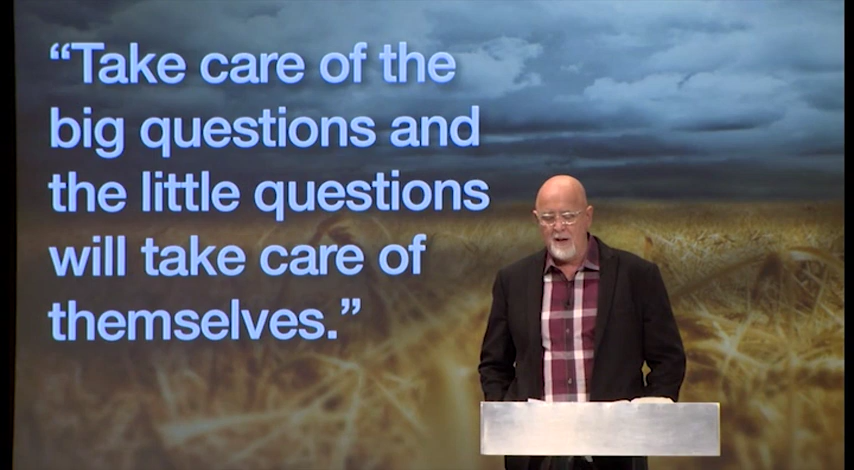 “Take care of the
big questions and
the little questions
will take care of
themselves.”